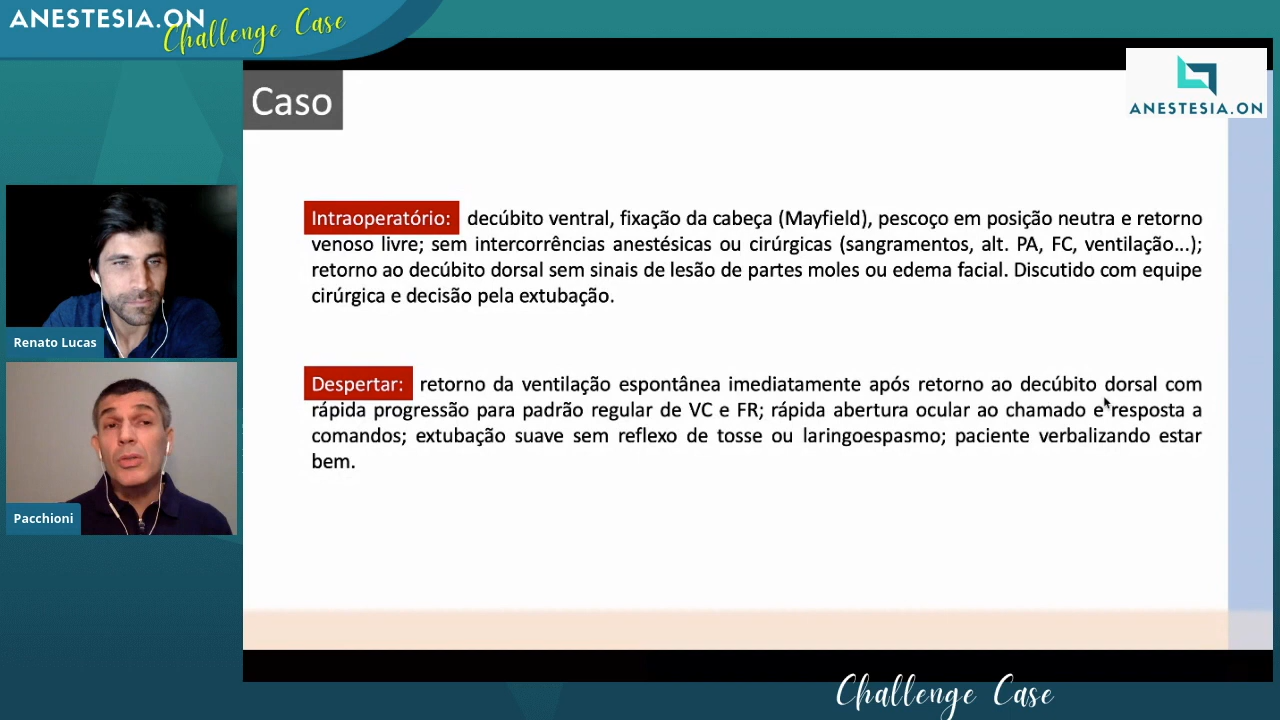 ANESTESIA.ON
Challenge Case
ANESTESIA.ON
Caso
Intraoperatório: decúbito ventral, fixação da cabeça (Mayfield), pescoço em posição neutra e retorno
venoso livre; sem intercorrências anestésicas ou cirúrgicas (sangramentos, alt. PA, FC, ventilação...);
retorno ao decúbito dorsal sem sinais de lesão de partes moles ou edema facial. Discutido com equipe
cirúrgica e decisão pela extubação.
Despertar: retorno da ventilação espontânea imediatamente após retorno ao decúbito dorsal com
rápida progressão para padrão regular de VC e FR; rápida abertura ocular ao chamado e resposta a
comandos; extubação suave sem reflexo de tosse ou laringoespasmo; paciente verbalizando estar
bem.
Renato Lucas
Pacchioni
Challenge Case